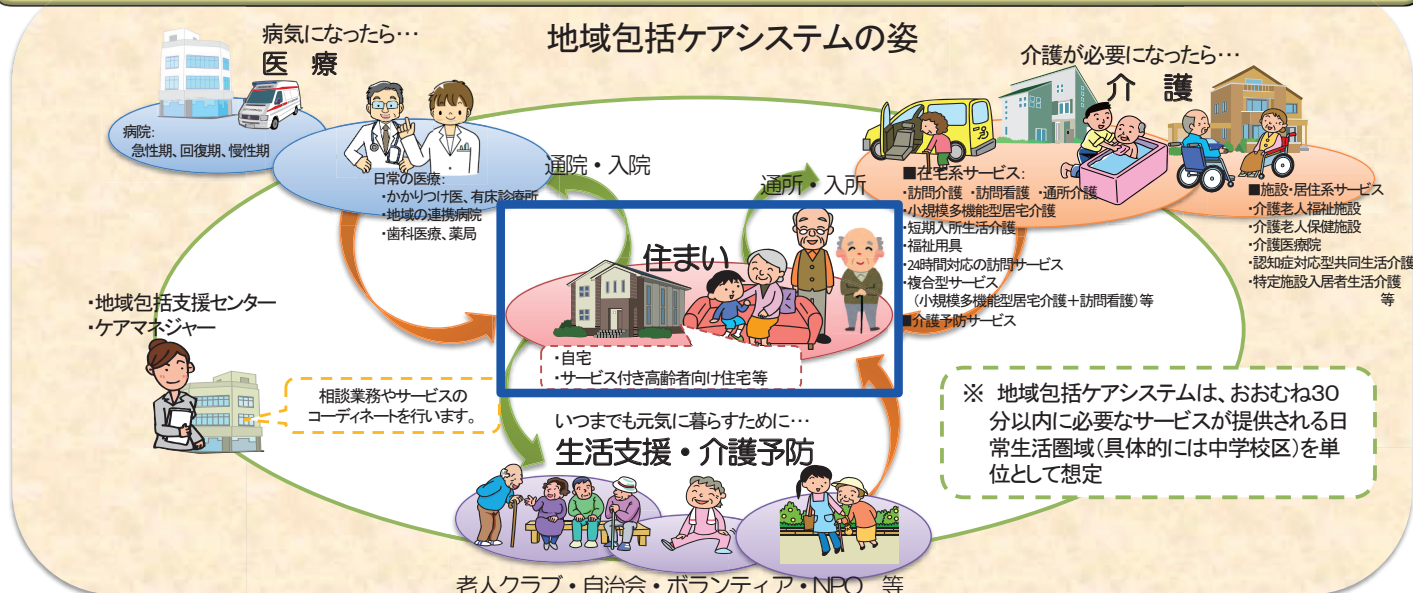 地域包括ケアシステムの姿
病気になったら…
医 療
病院:
急性期、回復期、慢性期
日常の医療:
・かかりつけ医、有床診療所
・地域の連携病院
・歯科医療、薬局
通院・入院
通所・入所
介護が必要になったら…
介 護
■在宅系サービス:
・訪問介護 ・訪問看護 ・通所介護
・小規模多機能型居宅介護
・短期入所生活介護
・福祉用具
・24時間対応の訪問サービス
・複合型サービス
（小規模多機能型居宅介護＋訪問看護）等
■介護予防サービス
■施設・居住系サービス
・介護老人福祉施設
・介護老人保健施設
・介護医療院
・認知症対応型共同生活介護
・特定施設入居者生活介護
等
住まい
・自宅
・サービス付き高齢者向け住宅等
・地域包括支援センター
・ケアマネジャー
相談業務やサービスの
コーディネートを行います。
いつまでも元気に暮らすために…
生活支援・介護予防
老人クラブ・自治会・ボランティア・NPO 等
※ 地域包括ケアシステムは、おおむね30
分以内に必要なサービスが提供される日
常生活圏域（具体的には中学校区）を単
位として想定